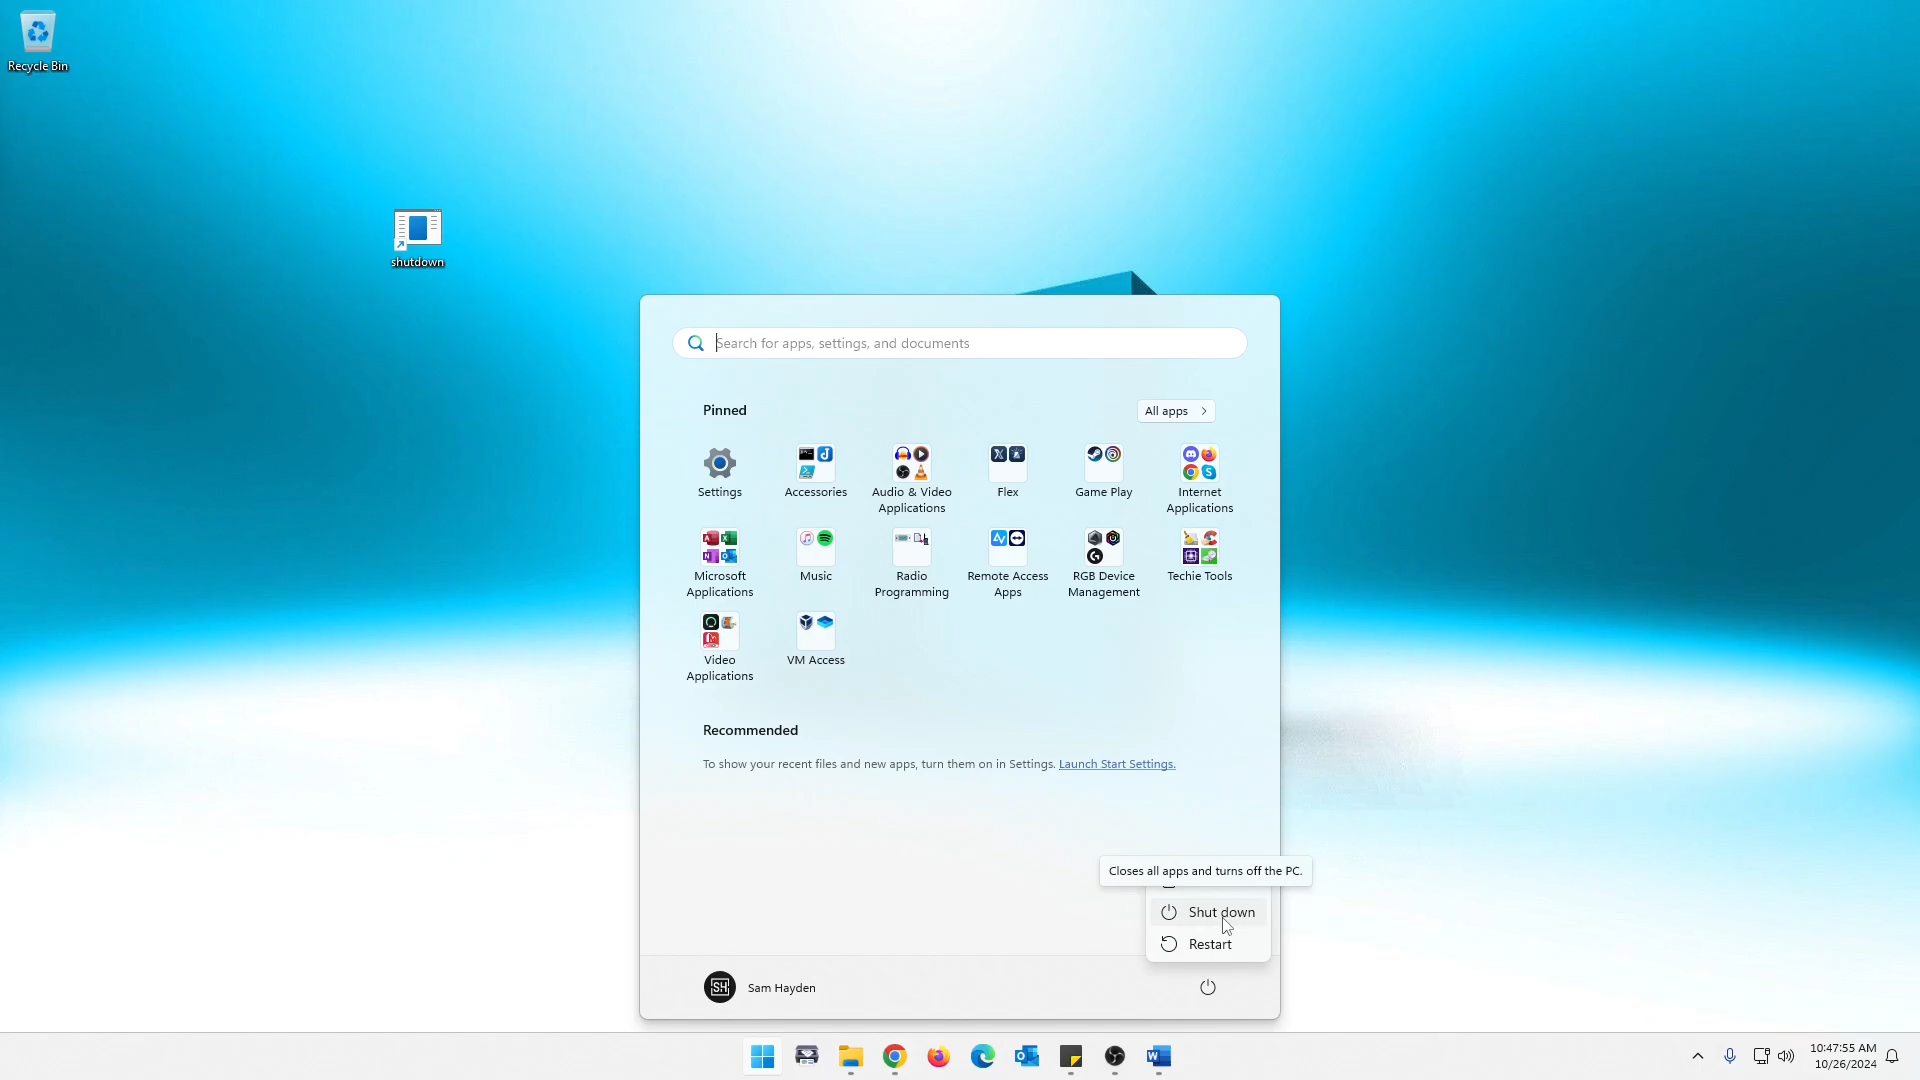 Recycle Bin
shutdown
Search for apps, settings, and documents
Pinned
All apps
Settings
Accessories
Audio & Video
Applications
Flex
Game Play
Internet
Applications
Microsoft
Applications
Music
Radio
Programming
Remote Access
Apps
RGB Device
Management
Techie Tools
Video
Applications
VM Access
Recommended
To show your recent files and new apps, turn them on in Settings. Launch Start Settings.
Closes all apps and turns off the PC.
Shut down
Restart
SH
Sam Hayden
10:47:55 AM
10/26/2024